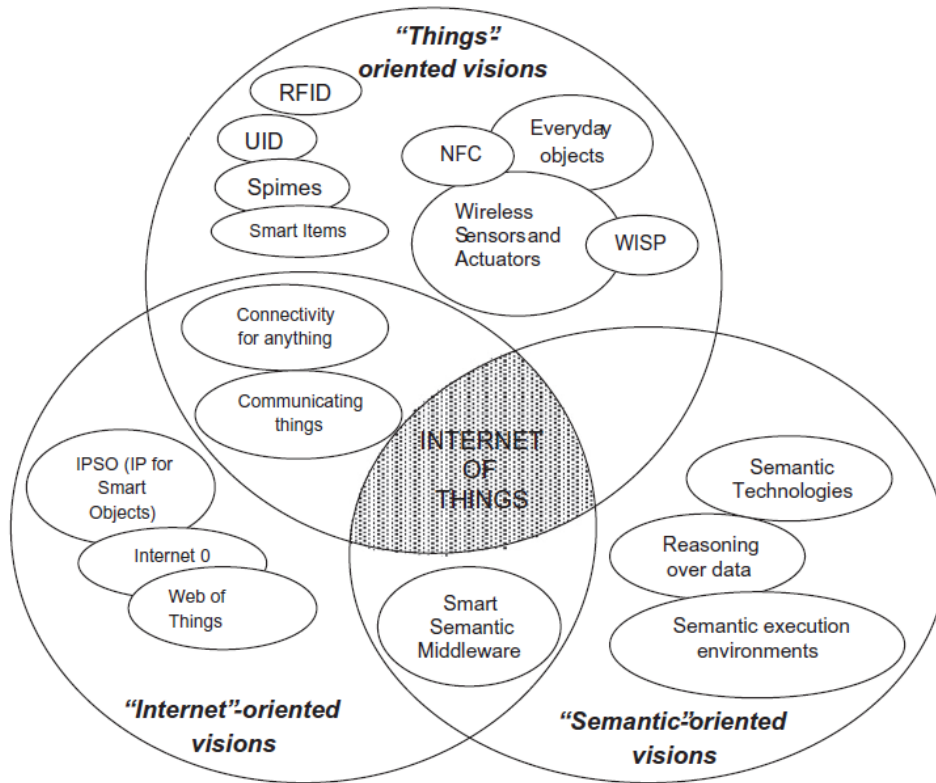 “Things”-
oriented visions
RFID
UID
Spimes
Smart Items
Everyday
objects
NFC
Wireless
Sensors and
Actuators
WISP
Connectivity
for anything
Communicating
things
INTERNET
OF
THINGS
IPSO (IP for
Smart
Objects)
Internet 0
Web of
Things
Semantic
Technologies
Reasoning
over data
Semantic execution
environments
Smart
Semantic
Middleware
“Internet”-oriented
visions
“Semantic”-oriented
visions